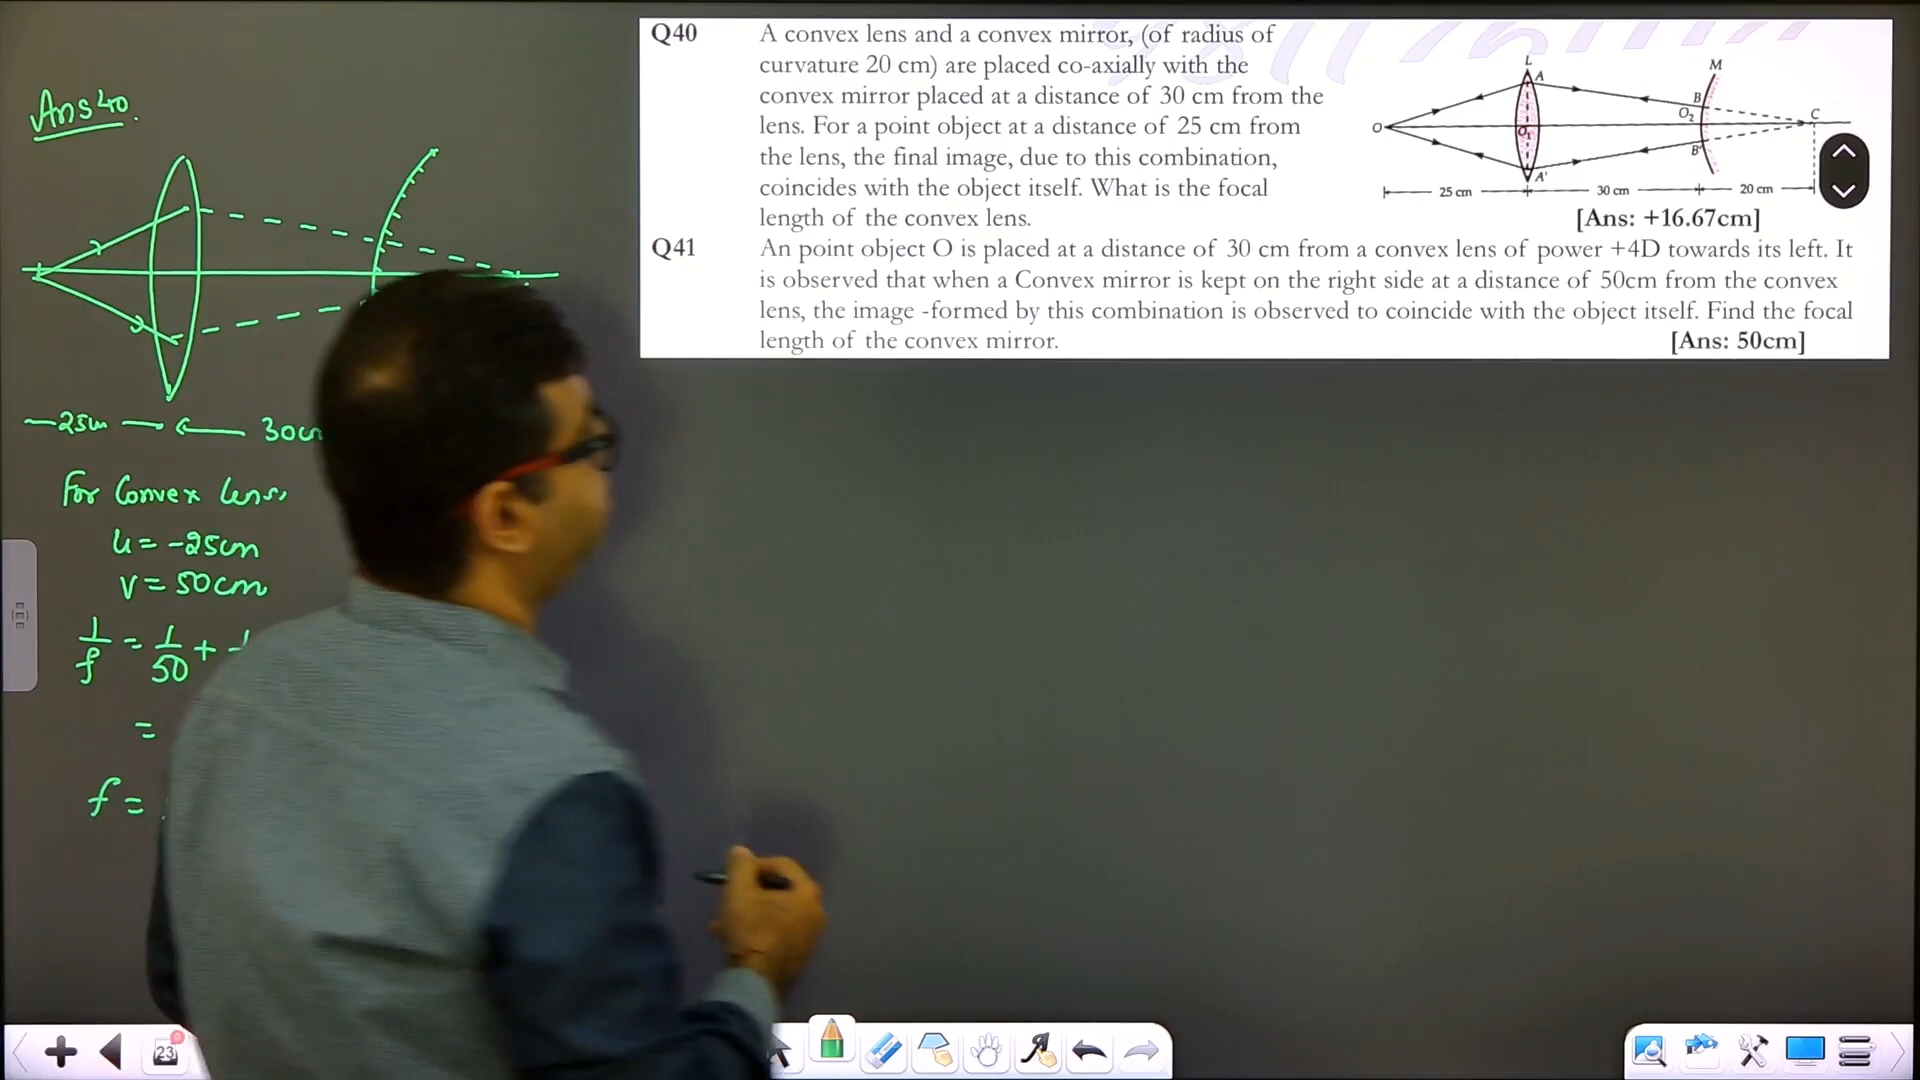 Ans 40.
25cm
30cm
For Convex lens,
u = -25cm
v = 50cm
1/f = 1/50 +
=
f =
Q40 A convex lens and a convex mirror, (of radius of
curvature 20 cm) are placed co-axially with the
convex mirror placed at a distance of 30 cm from the
lens. For a point object at a distance of 25 cm from
the lens, the final image, due to this combination,
coincides with the object itself. What is the focal
length of the convex lens.
L
A
M
B
O₂
C
O
O₁
B'
A'
25 cm
30 cm
20 cm
[Ans: +16.67cm]
Q41 An point object O is placed at a distance of 30 cm from a convex lens of power +4D towards its left. It
is observed that when a Convex mirror is kept on the right side at a distance of 50cm from the convex
lens, the image -formed by this combination is observed to coincide with the object itself. Find the focal
length of the convex mirror. [Ans: 50cm]
23